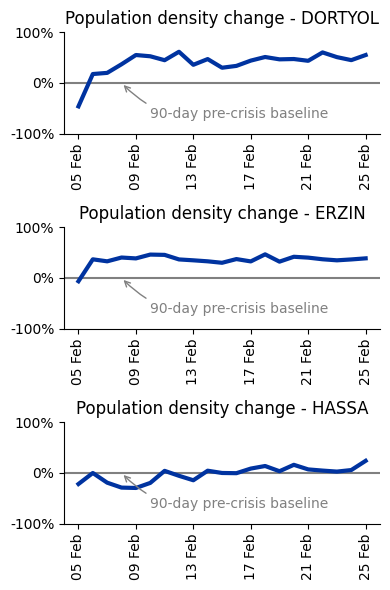 Population density change - DORTYOL
100%
0%
-100%
90-day pre-crisis baseline
05 Feb
09 Feb
13 Feb
17 Feb
21 Feb
25 Feb
Population density change - ERZIN
100%
0%
-100%
90-day pre-crisis baseline
05 Feb
09 Feb
13 Feb
17 Feb
21 Feb
25 Feb
Population density change - HASSA
100%
0%
-100%
90-day pre-crisis baseline
05 Feb
09 Feb
13 Feb
17 Feb
21 Feb
25 Feb